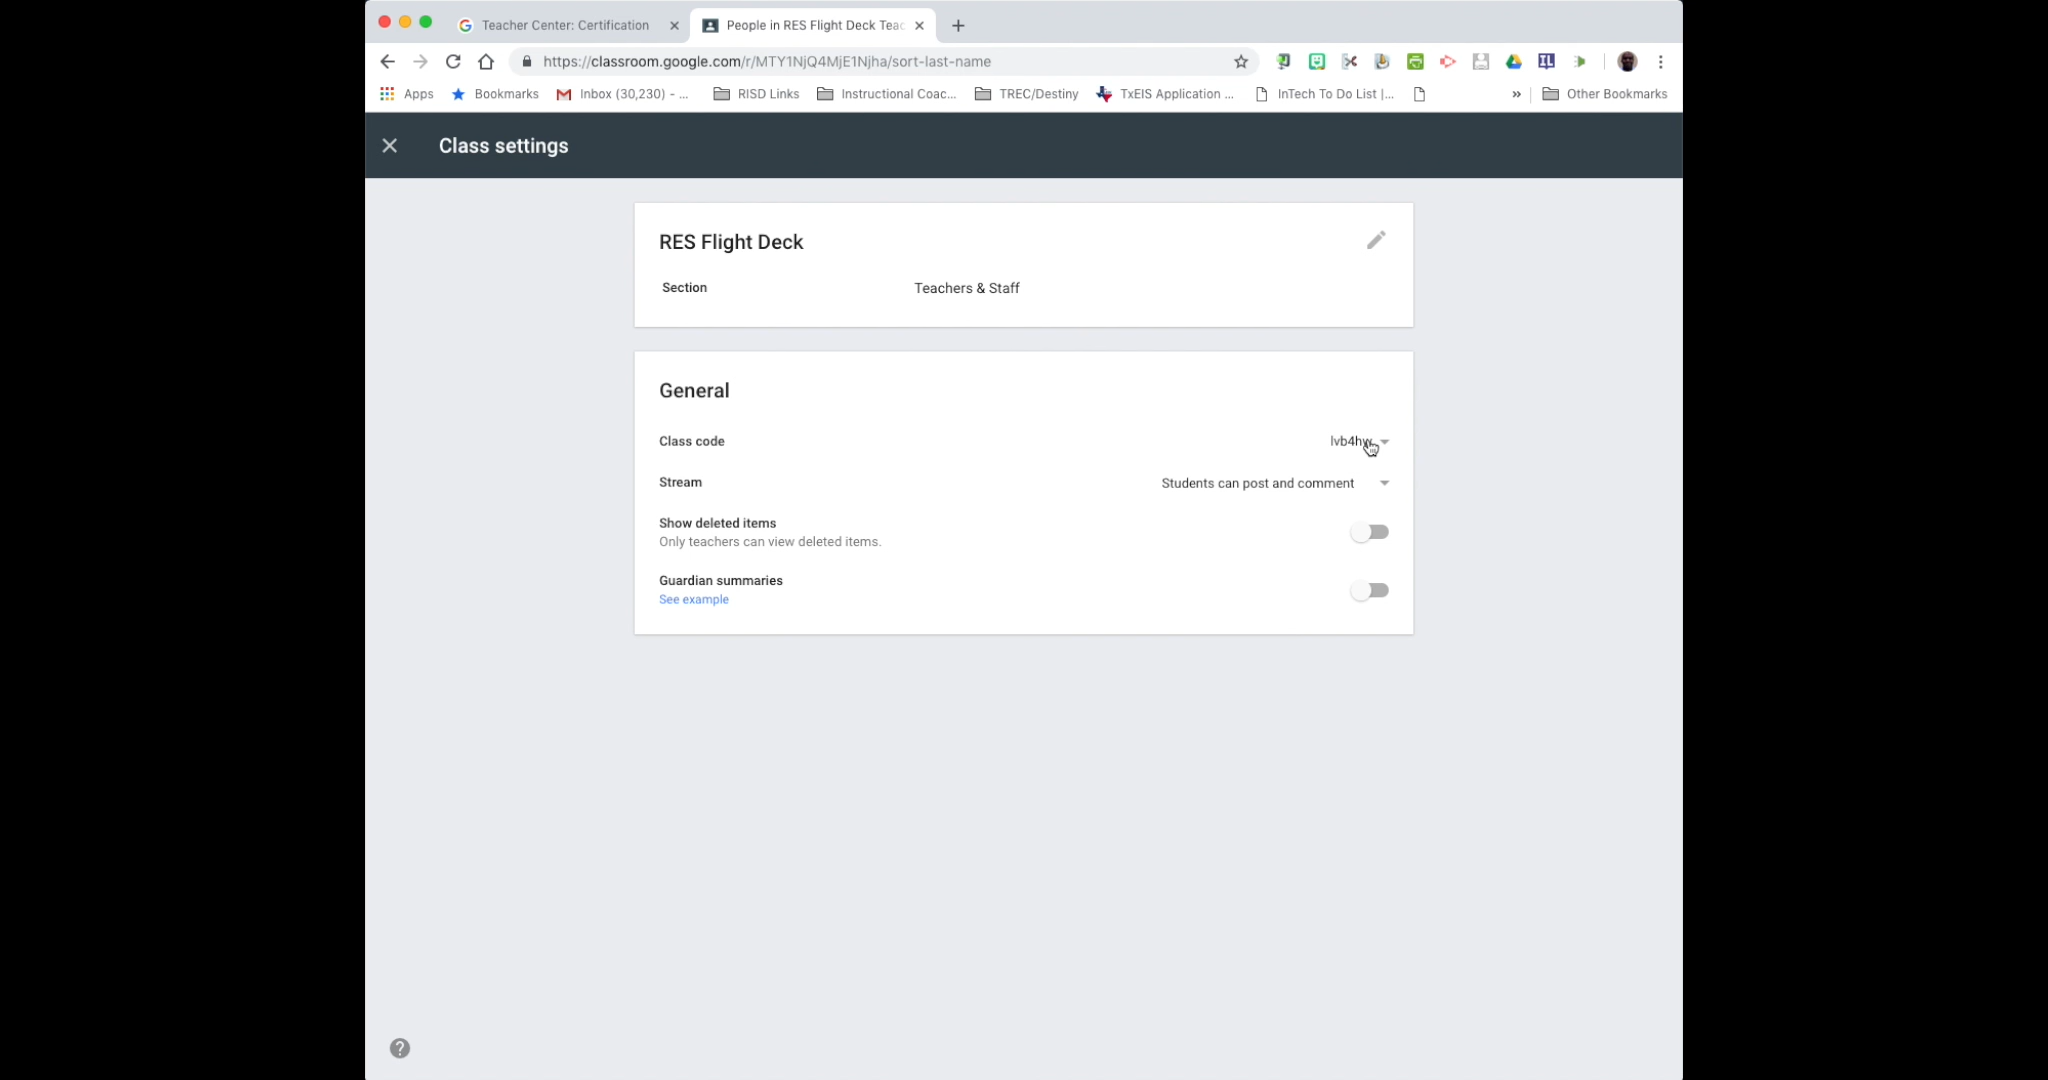 Teacher Center: Certification
People in RES Flight Deck Teac
https://classroom.google.com/r/MTY1NjQ4MjE1Njha/sort-last-name
Apps Bookmarks Inbox (30,230) - ... RISD Links Instructional Coac... TREC/Destiny TxEIS Application ... InTech To Do List |... » Other Bookmarks
Class settings
RES Flight Deck
Section Teachers & Staff
General
Class code
Stream Students can post and comment
Show deleted items
Only teachers can view deleted items.
Guardian summaries
See example